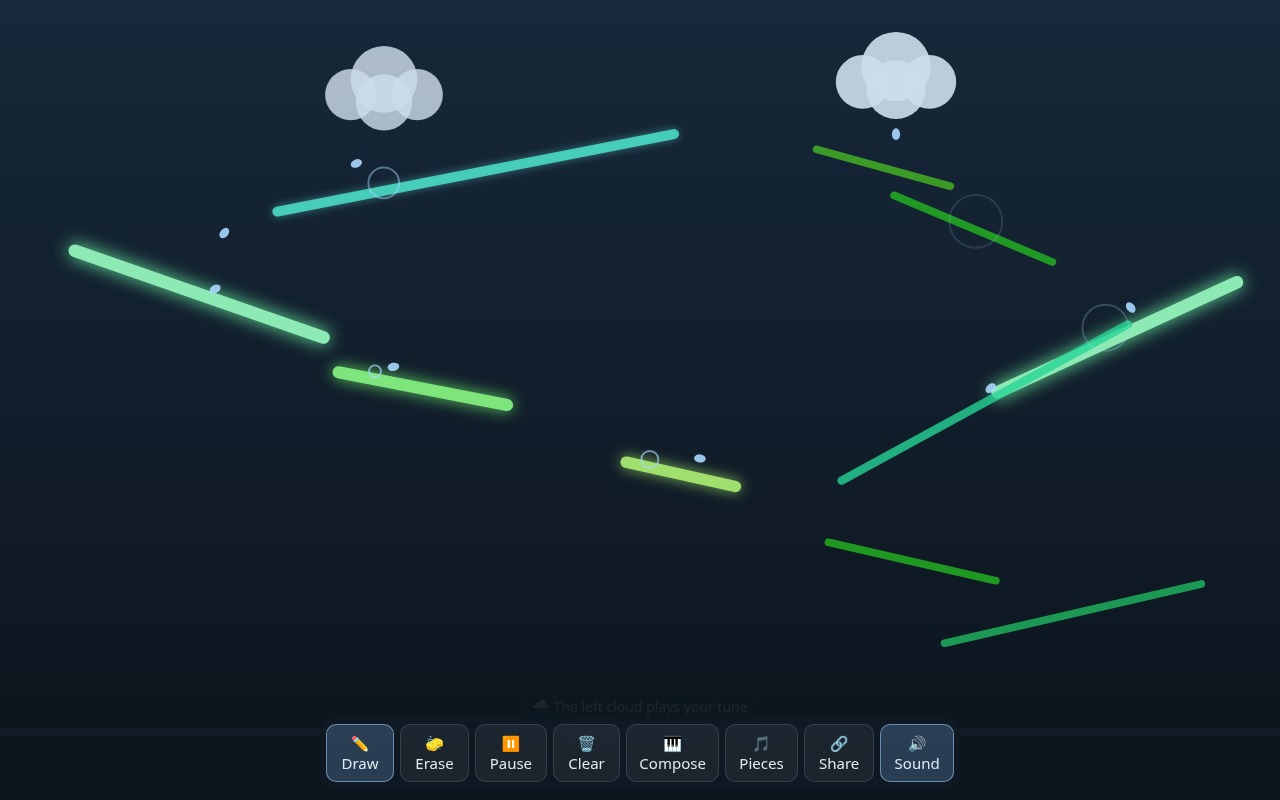 The left cloud plays your tune
Draw
Erase
Pause
Clear
Compose
Pieces
Share
Sound